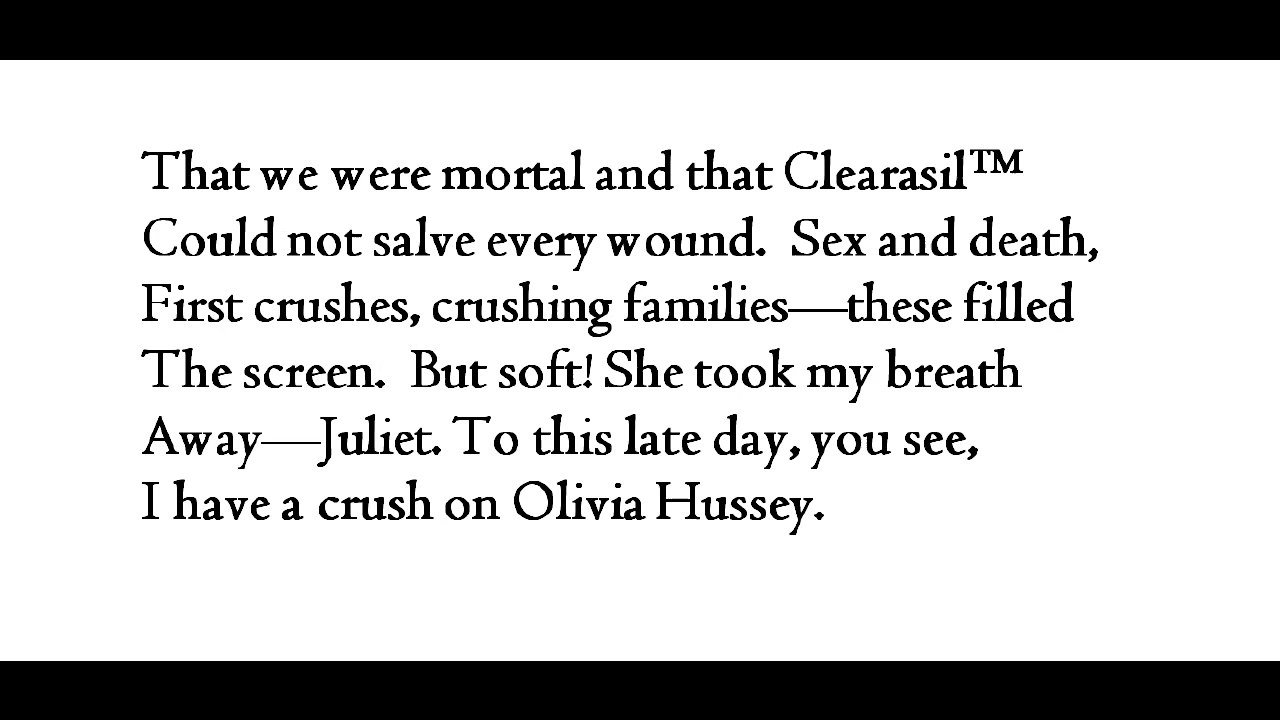 That we were mortal and that Clearasil™
Could not salve every wound.  Sex and death,
First crushes, crushing families—these filled
The screen.  But soft! She took my breath
Away—Juliet. To this late day, you see,
I have a crush on Olivia Hussey.